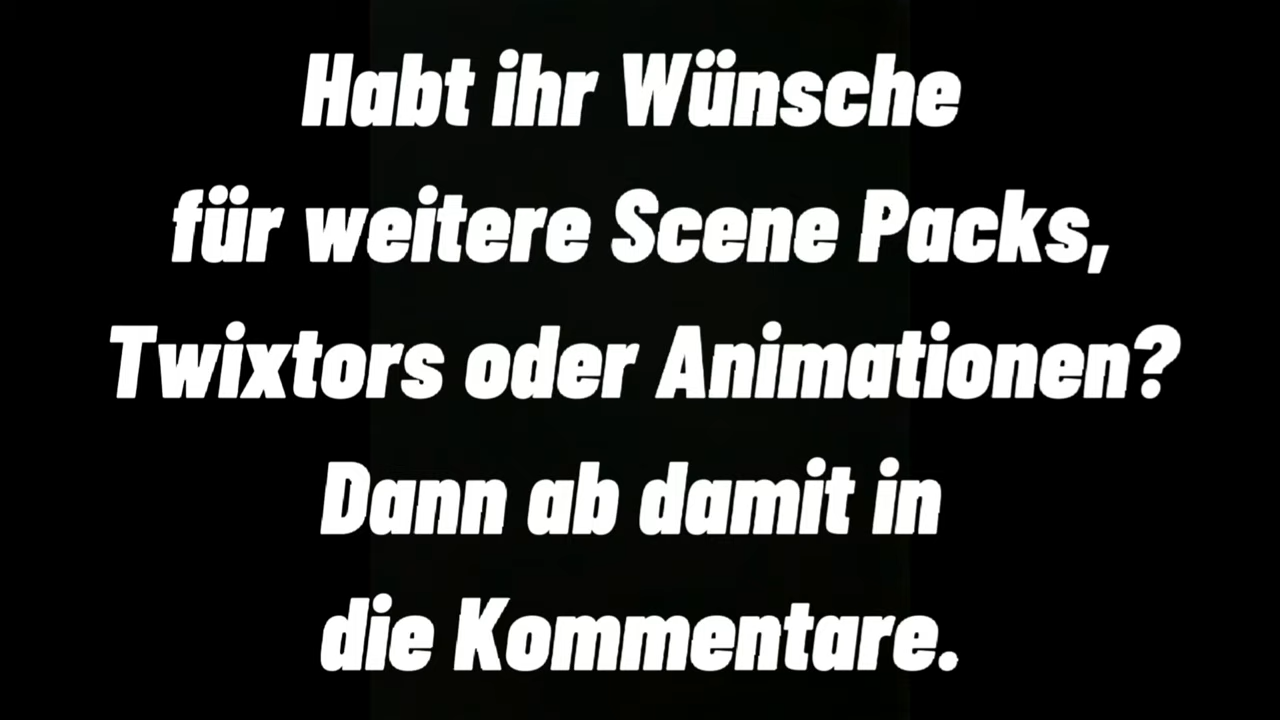 Habt ihr Wünsche
für weitere Scene Packs,
Twixtors oder Animationen?
Dann ab damit in
die Kommentare.